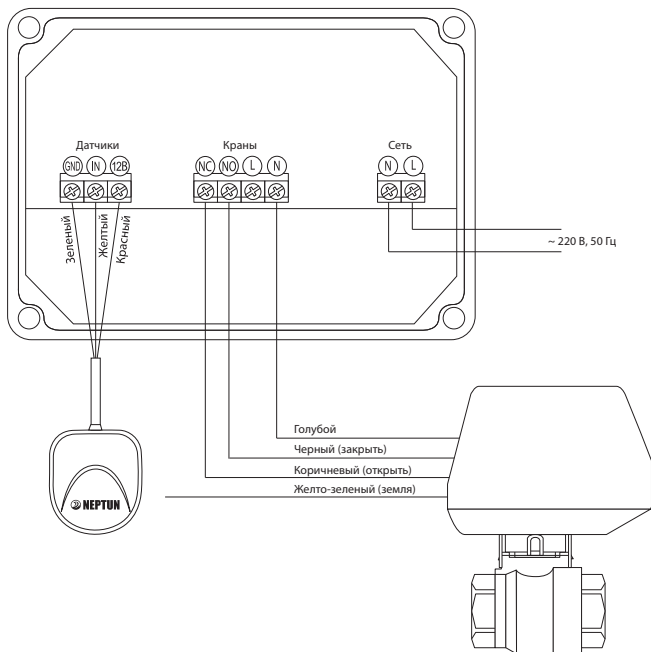 Датчики
Краны
Сеть
GND IN 12В
NC NO L N
N L
Зеленый
Желтый
Красный
~ 220 В, 50 Гц
Голубой
Черный (закрыть)
Коричневый (открыть)
Желто-зеленый (земля)
NEPTUN